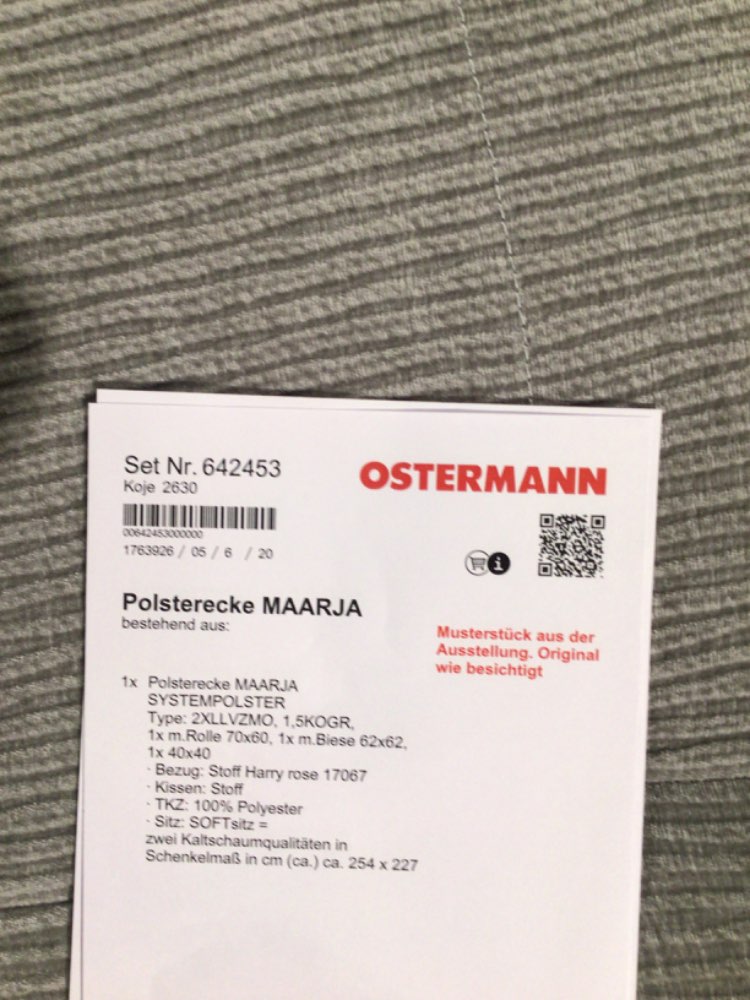 Set Nr. 642453
Koje 2630
OSTERMANN
00642453000000
1763926 / 05 / 6 / 20
Polsterecke MAARJA
bestehend aus:
Musterstück aus der
Ausstellung. Original
wie besichtigt
1x Polsterecke MAARJA
SYSTEMPOLSTER
Type: 2XLLVZMO, 1,5KOGR,
1x m.Rolle 70x60, 1x m.Biese 62x62,
1x 40x40
· Bezug: Stoff Harry rose 17067
· Kissen: Stoff
· TKZ: 100% Polyester
· Sitz: SOFTsitz =
zwei Kaltschaumqualitäten in
Schenkelmaß in cm (ca.) ca. 254 x 227